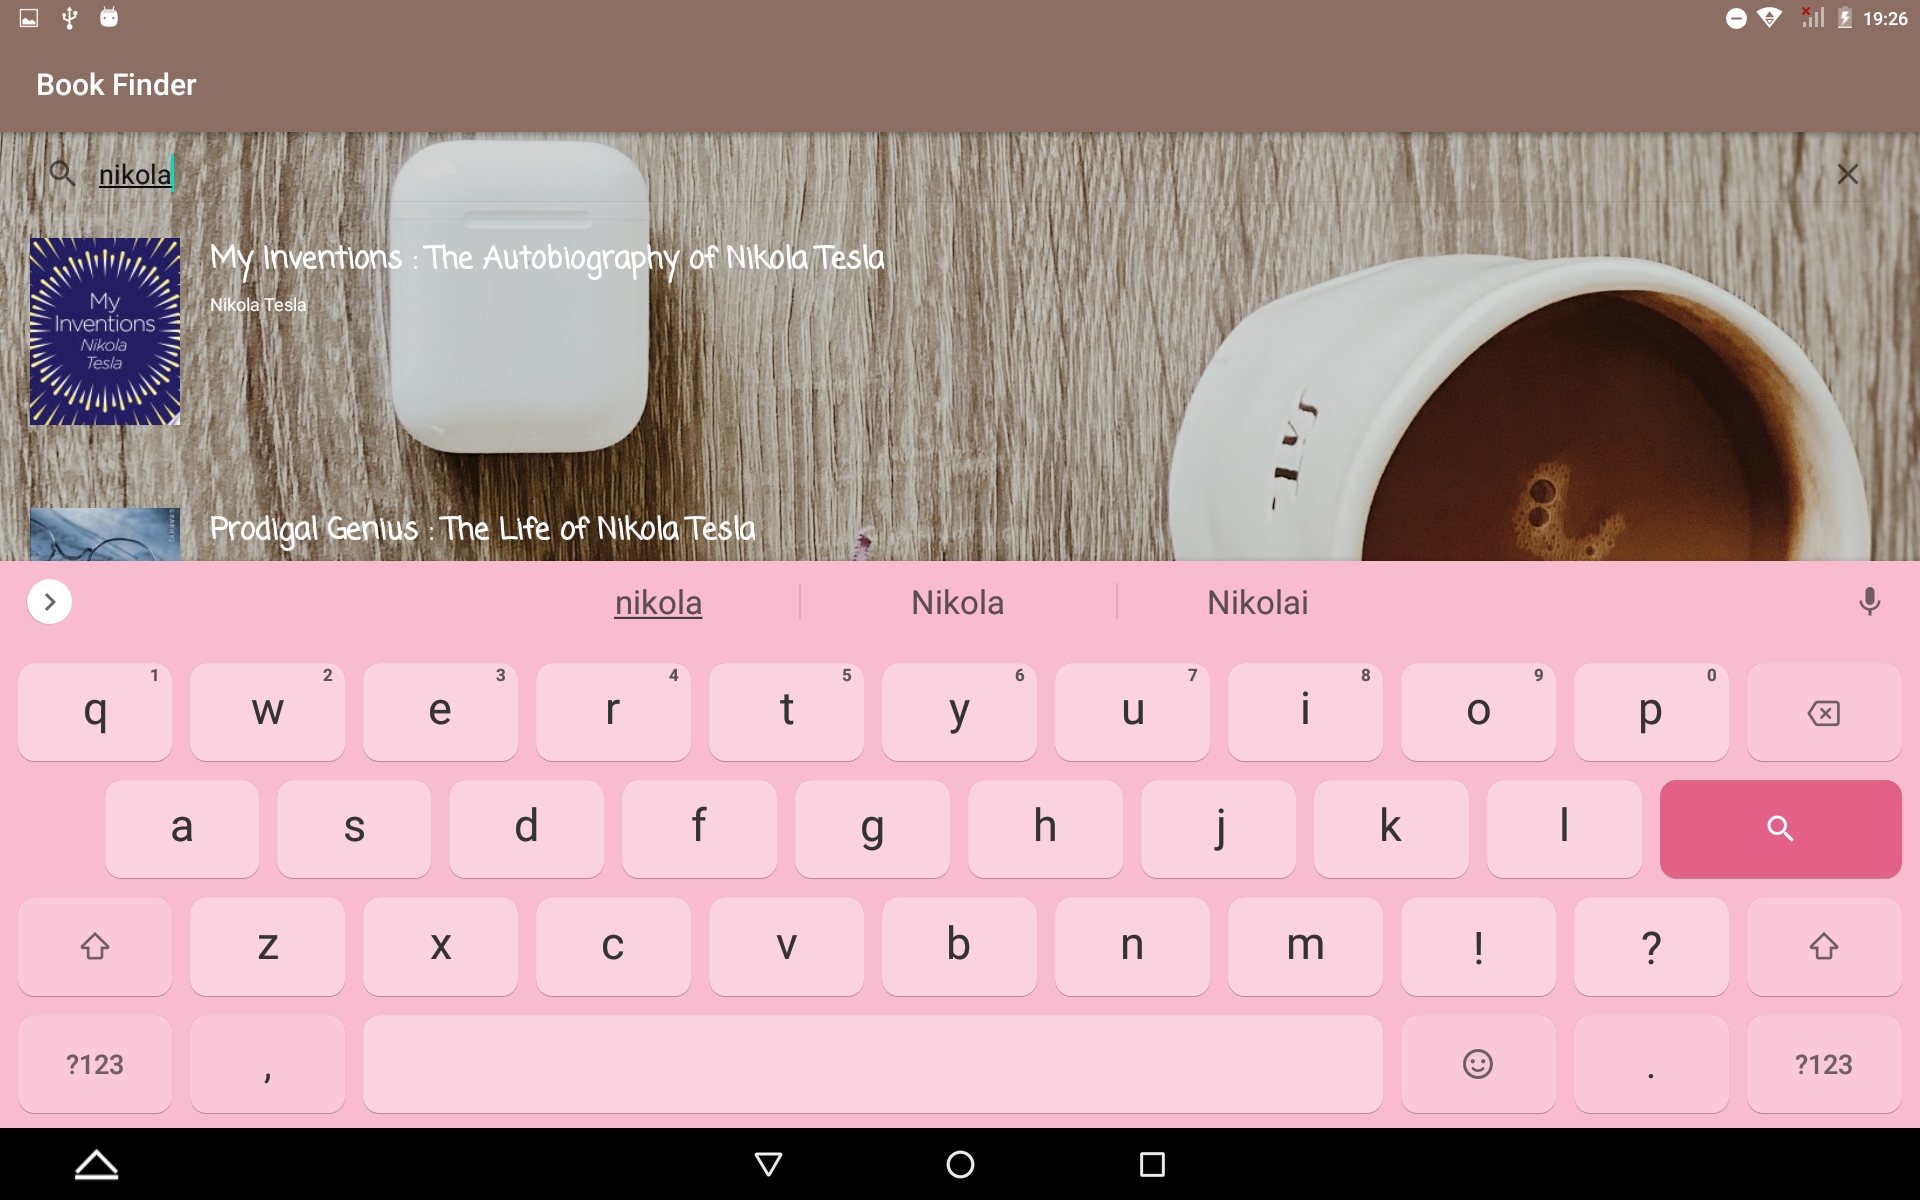 19:26
Book Finder
nikola
My Inventions : The Autobiography of Nikola Tesla
Nikola Tesla
My
Inventions
Nikola
Tesla
Prodigal Genius : The Life of Nikola Tesla
nikola Nikola Nikolai
q 1 w 2 e 3 r 4 t 5 y 6 u 7 i 8 o 9 p 0
a s d f g h j k l
z x c v b n m ! ?
?123 , . ?123